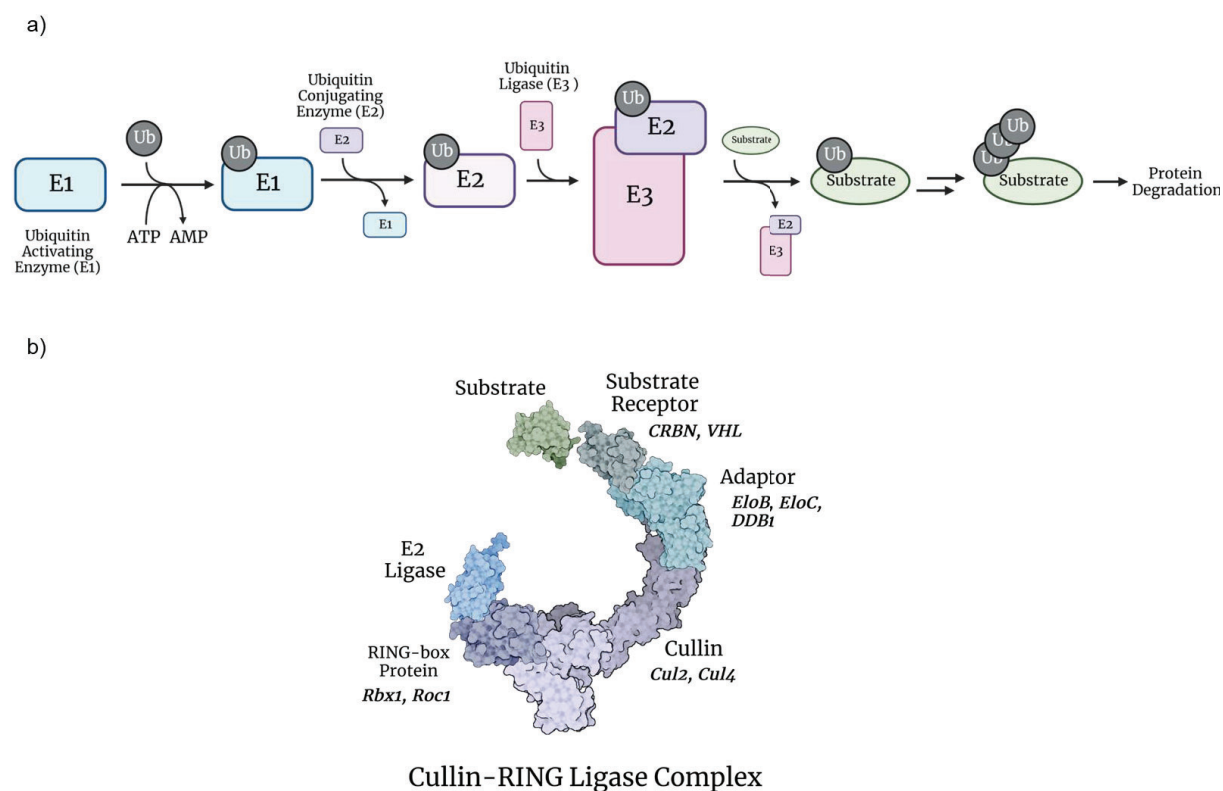 a)
Ubiquitin
Conjugating
Enzyme (E2)
Ubiquitin
Ligase (E3 )
Ub
E2
E3
Ub
E2
Substrate
Ub
Ub
Ub
E1
Ub
E1
Ub
E2
E3
Ub
Substrate
Substrate
Protein
Degradation
E1
E2
E3
ATP
AMP
Ubiquitin
Activating
Enzyme (E1)
b)
Substrate
Substrate
Receptor
CRBN, VHL
Adaptor
EloB, EloC,
DDB1
E2
Ligase
RING-box
Protein
Rbx1, Roc1
Cullin
Cul2, Cul4
Cullin-RING Ligase Complex